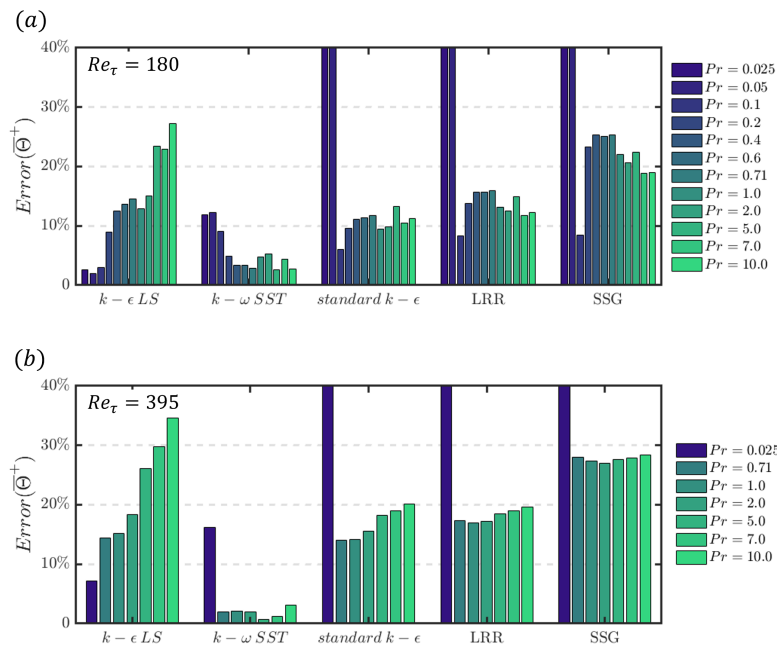 (a)
Re_τ = 180
40%
30%
20%
10%
0
Error(Θ̅⁺)
k − ϵ LS
k − ω SST
standard k − ϵ
LRR
SSG
Pr = 0.025
Pr = 0.05
Pr = 0.1
Pr = 0.2
Pr = 0.4
Pr = 0.6
Pr = 0.71
Pr = 1.0
Pr = 2.0
Pr = 5.0
Pr = 7.0
Pr = 10.0
(b)
Re_τ = 395
40%
30%
20%
10%
0
Error(Θ̅⁺)
k − ϵ LS
k − ω SST
standard k − ϵ
LRR
SSG
Pr = 0.025
Pr = 0.71
Pr = 1.0
Pr = 2.0
Pr = 5.0
Pr = 7.0
Pr = 10.0